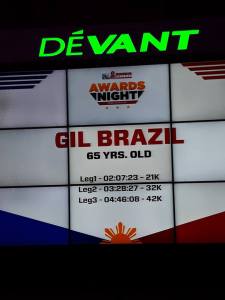 DÉVANT
AWARDS
NIGHT
GIL BRAZIL
65 YRS. OLD
Leg1 - 02:07:23 - 21K
Leg2 - 03:28:27 - 32K
Leg3 - 04:46:08 - 42K